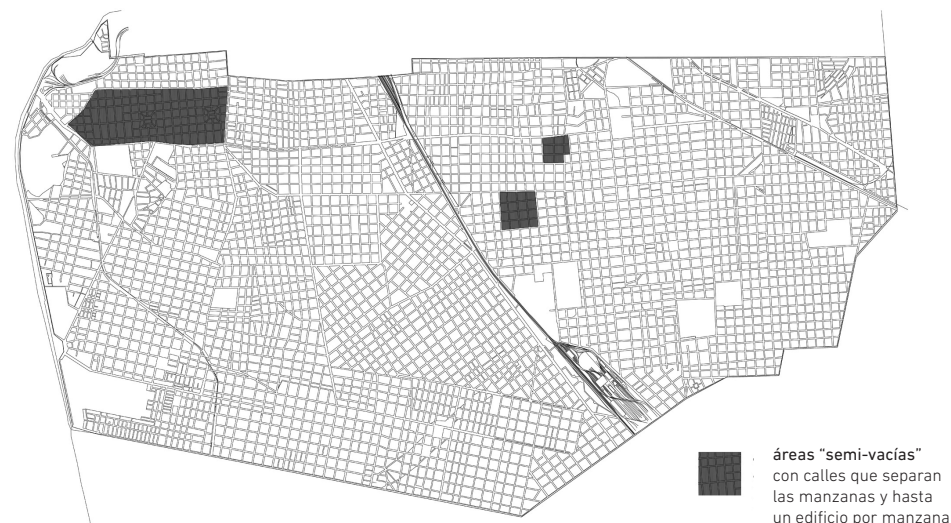 áreas “semi-vacías”
con calles que separan
las manzanas y hasta
un edificio por manzana